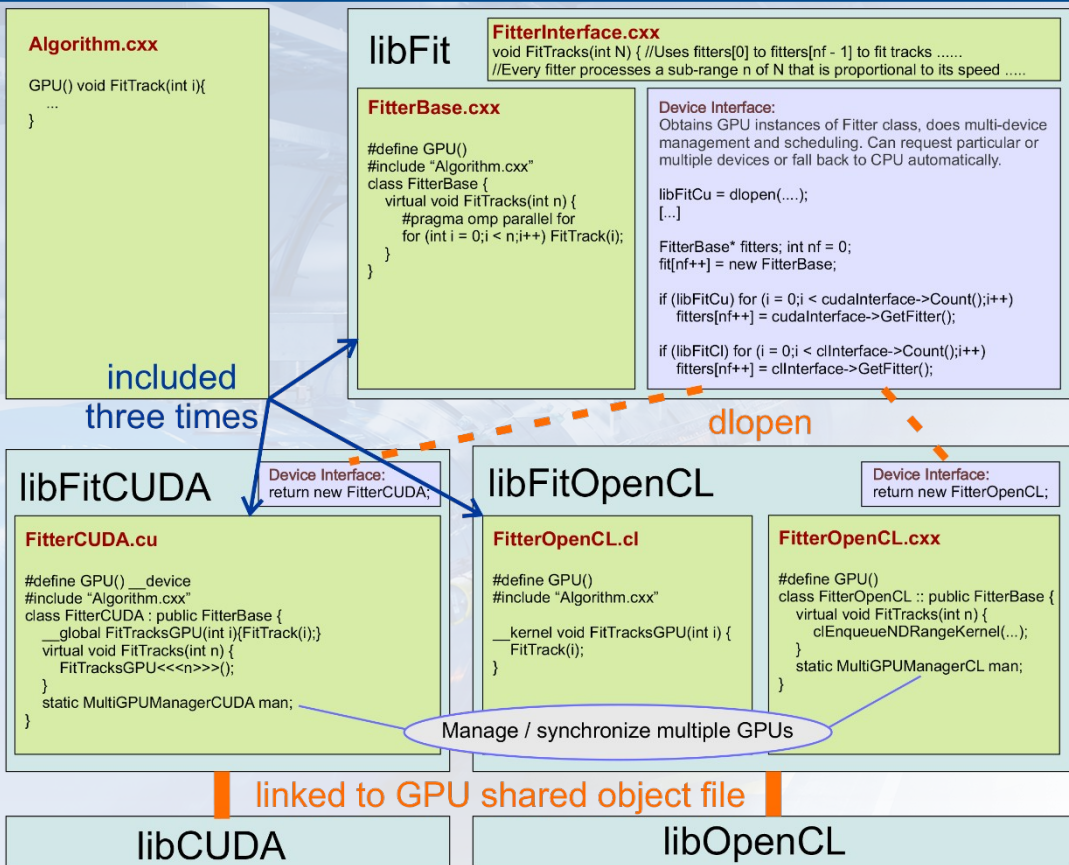 Algorithm.cxx
GPU() void FitTrack(int i){
...
}
libFit
FitterInterface.cxx
void FitTracks(int N) { //Uses fitters[0] to fitters[nf - 1] to fit tracks ......
//Every fitter processes a sub-range n of N that is proportional to its speed .....
FitterBase.cxx
#define GPU()
#include “Algorithm.cxx”
class FitterBase {
virtual void FitTracks(int n) {
#pragma omp parallel for
for (int i = 0;i < n;i++) FitTrack(i);
}
}
Device Interface:
Obtains GPU instances of Fitter class, does multi-device
management and scheduling. Can request particular or
multiple devices or fall back to CPU automatically.
libFitCu = dlopen(....);
[...]
FitterBase* fitters; int nf = 0;
fit[nf++] = new FitterBase;
if (libFitCu) for (i = 0;i < cudaInterface->Count();i++)
fitters[nf++] = cudaInterface->GetFitter();
if (libFitCl) for (i = 0;i < clInterface->Count();i++)
fitters[nf++] = clInterface->GetFitter();
included
three times
dlopen
libFitCUDA
Device Interface:
return new FitterCUDA;
FitterCUDA.cu
#define GPU() __device
#include “Algorithm.cxx”
class FitterCUDA : public FitterBase {
__global FitTracksGPU(int i){FitTrack(i);}
virtual void FitTracks(int n) {
FitTracksGPU<<<n>>>();
}
static MultiGPUManagerCUDA man;
}
libFitOpenCL
Device Interface:
return new FitterOpenCL;
FitterOpenCL.cl
#define GPU()
#include “Algorithm.cxx”
__kernel void FitTracksGPU(int i) {
FitTrack(i);
}
FitterOpenCL.cxx
#define GPU()
class FitterOpenCL :: public FitterBase {
virtual void FitTracks(int n) {
clEnqueueNDRangeKernel(...);
}
static MultiGPUManagerCL man;
}
Manage / synchronize multiple GPUs
linked to GPU shared object file
libCUDA
libOpenCL